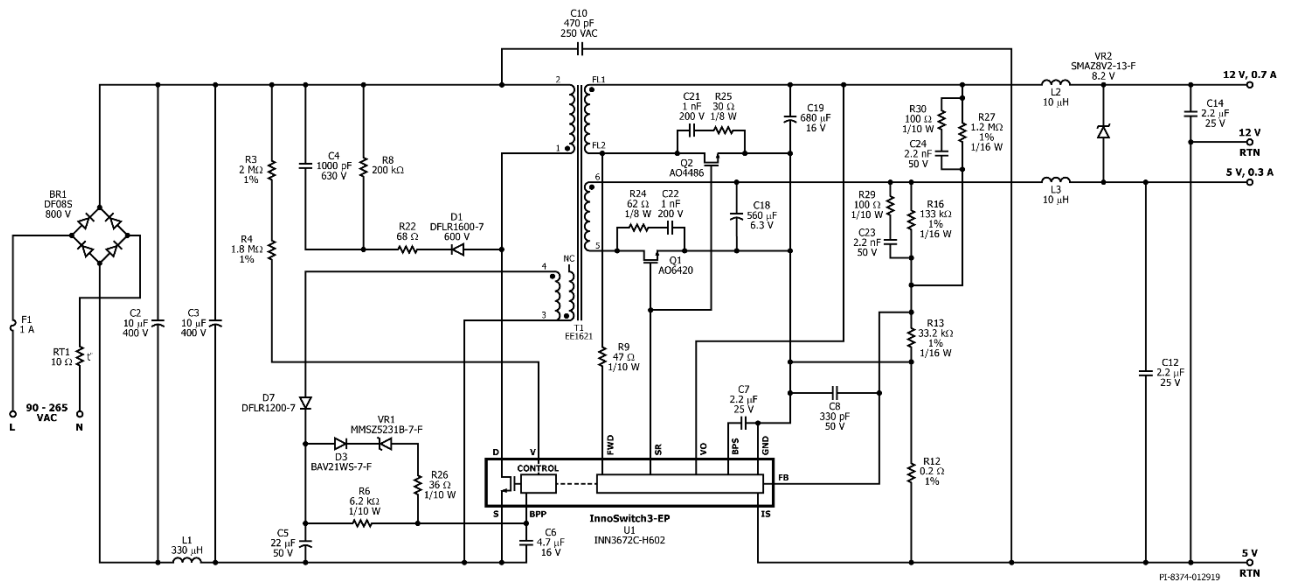 C10
470 pF
250 VAC
VR2
SMAZ8V2-13-F
8.2 V
2
FL1
12 V, 0.7 A
L2
10 µH
C21
1 nF
200 V
R25
30 Ω
1/8 W
C19
680 µF
16 V
R30
100 Ω
1/10 W
R27
1.2 MΩ
1%
1/16 W
C14
2.2 µF
25 V
C24
2.2 nF
50 V
12 V
RTN
1
FL2
Q2
AO4486
R3
2 MΩ
1%
C4
1000 pF
630 V
R8
200 kΩ
6
5 V, 0.3 A
L3
10 µH
BR1
DF08S
800 V
R24
62 Ω
1/8 W
C22
1 nF
200 V
C18
560 µF
6.3 V
R29
100 Ω
1/10 W
R16
133 kΩ
1%
1/16 W
R22
68 Ω
D1
DFLR1600-7
600 V
C23
2.2 nF
50 V
R4
1.8 MΩ
1%
5
Q1
AO6420
4
NC
3
T1
EE1621
F1
1 A
C2
10 µF
400 V
C3
10 µF
400 V
R13
33.2 kΩ
1%
1/16 W
RT1
10 Ω
t°
R9
47 Ω
1/10 W
C12
2.2 µF
25 V
D7
DFLR1200-7
C7
2.2 µF
25 V
C8
330 pF
50 V
90 - 265
VAC
L
N
VR1
MMSZ5231B-7-F
D3
BAV21WS-7-F
D
V
FWD
SR
VO
BPS
GND
R12
0.2 Ω
1%
CONTROL
FB
R26
36 Ω
1/10 W
R6
6.2 kΩ
1/10 W
S
BPP
IS
InnoSwitch3-EP
U1
INN3672C-H602
C5
22 µF
50 V
C6
4.7 µF
16 V
L1
330 µH
5 V
RTN
PI-8374-012919